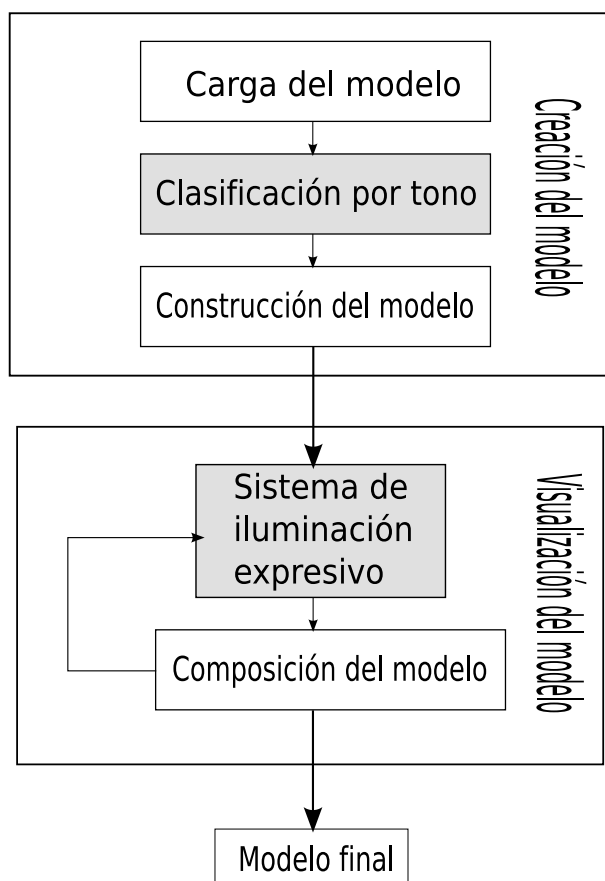 Carga del modelo
Clasificación por tono
Construcción del modelo
Creación del modelo
Sistema de
iluminación
expresivo
Composición del modelo
Visualización del modelo
Modelo final